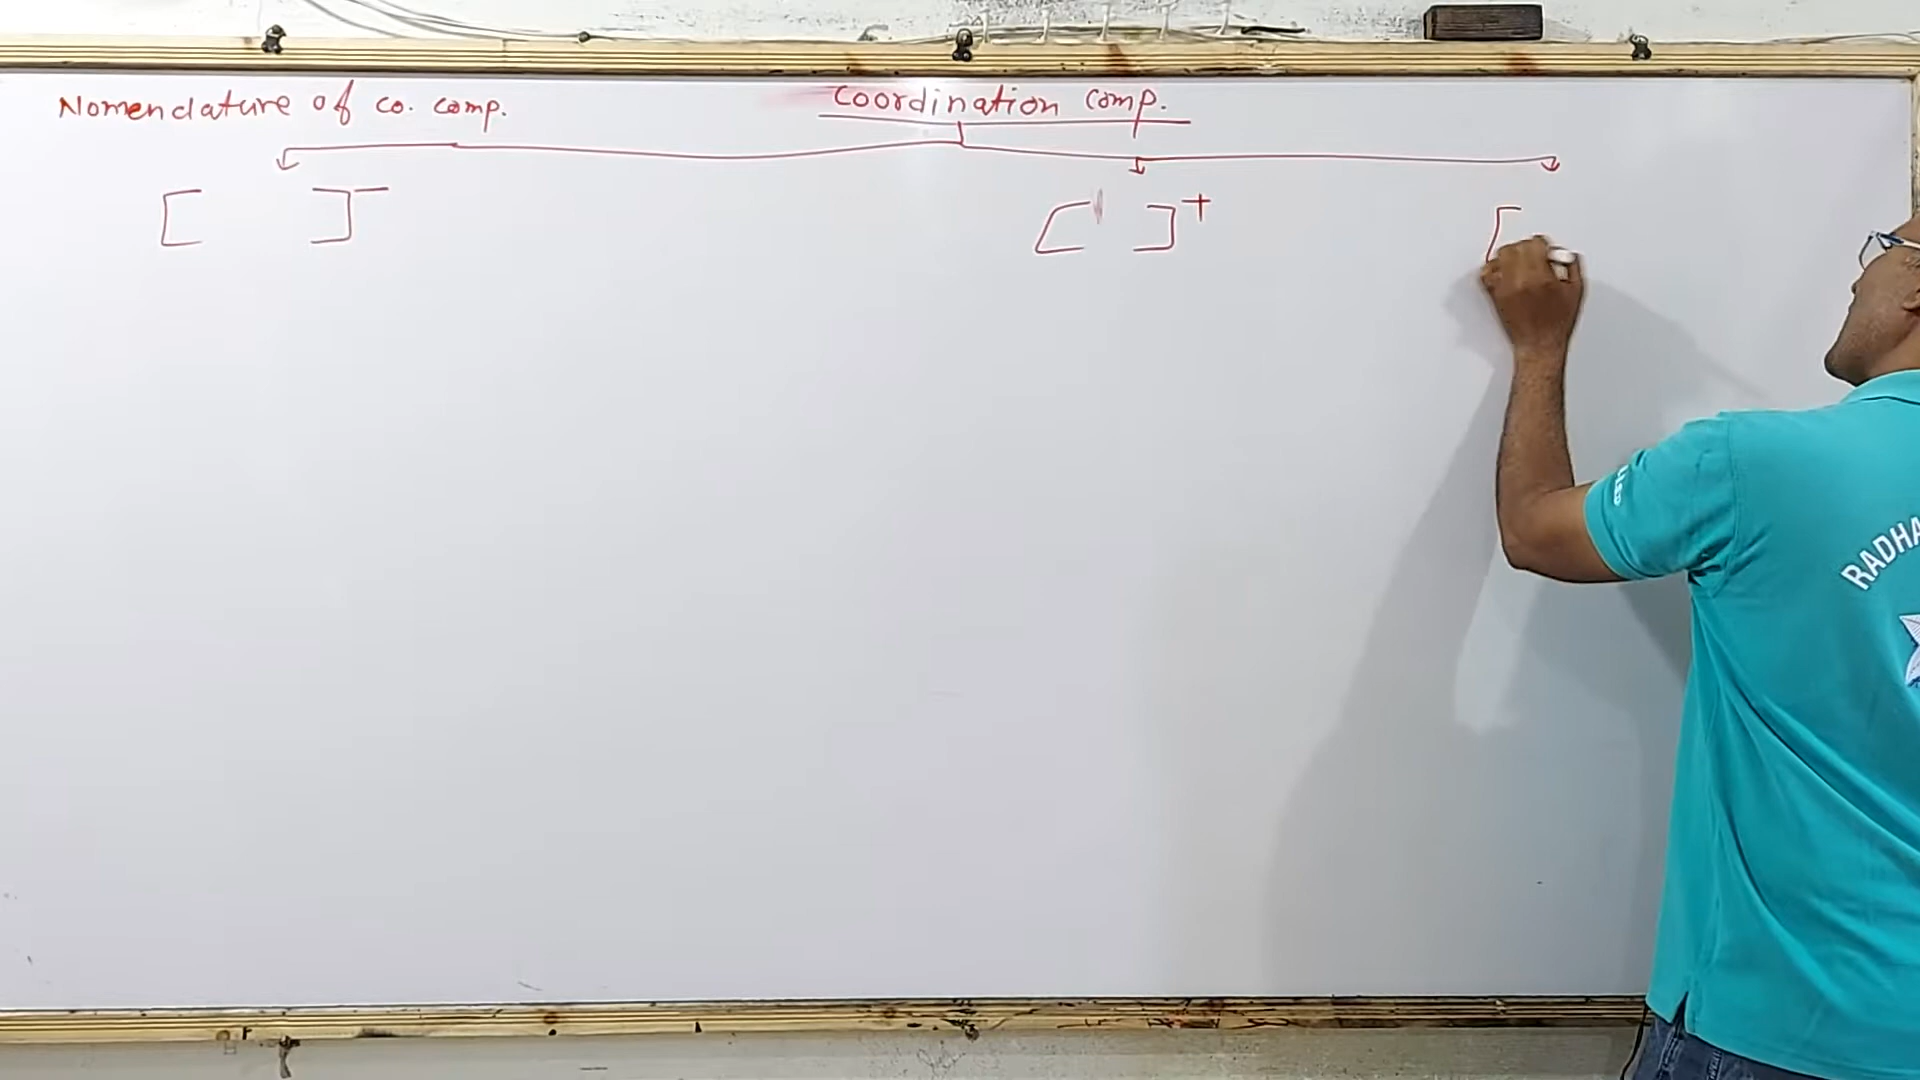 Nomenclature of co. comp.
Coordination comp.
[ ]⁻
[ ]⁺
[
RADHA